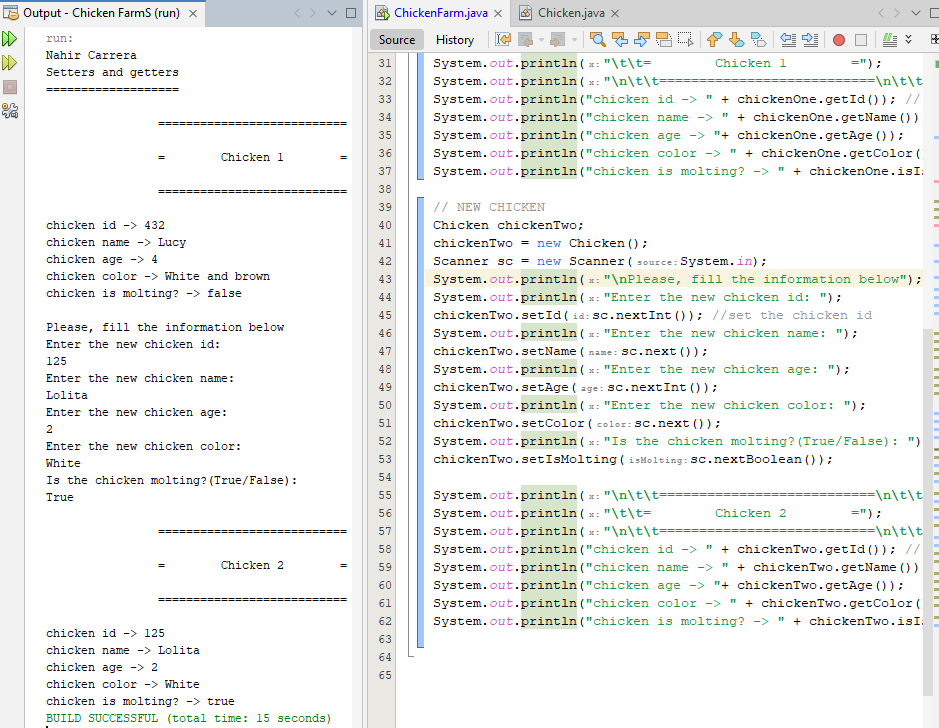 Output - Chicken FarmS (run) ×
run:
Nahir Carrera
Setters and getters
===================
===========================
= Chicken 1 =
===========================
chicken id -> 432
chicken name -> Lucy
chicken age -> 4
chicken color -> White and brown
chicken is molting? -> false
Please, fill the information below
Enter the new chicken id:
125
Enter the new chicken name:
Lolita
Enter the new chicken age:
2
Enter the new chicken color:
White
Is the chicken molting?(True/False):
True
===========================
= Chicken 2 =
===========================
chicken id -> 125
chicken name -> Lolita
chicken age -> 2
chicken color -> White
chicken is molting? -> true
BUILD SUCCESSFUL (total time: 15 seconds)
ChickenFarm.java × Chicken.java ×
Source History
31 System.out.println(x:"\t\t= Chicken 1 =");
32 System.out.println(x:"\n\t\t===========================\n\t\t
33 System.out.println("chicken id -> " + chickenOne.getId()); //
34 System.out.println("chicken name -> " + chickenOne.getName())
35 System.out.println("chicken age -> "+ chickenOne.getAge());
36 System.out.println("chicken color -> " + chickenOne.getColor(
37 System.out.println("chicken is molting? -> " + chickenOne.isI
38
39 // NEW CHICKEN
40 Chicken chickenTwo;
41 chickenTwo = new Chicken();
42 Scanner sc = new Scanner(source:System.in);
43 System.out.println(x:"\nPlease, fill the information below");
44 System.out.println(x:"Enter the new chicken id: ");
45 chickenTwo.setId(id:sc.nextInt()); //set the chicken id
46 System.out.println(x:"Enter the new chicken name: ");
47 chickenTwo.setName(name:sc.next());
48 System.out.println(x:"Enter the new chicken age: ");
49 chickenTwo.setAge(age:sc.nextInt());
50 System.out.println(x:"Enter the new chicken color: ");
51 chickenTwo.setColor(color:sc.next());
52 System.out.println(x:"Is the chicken molting?(True/False): ")
53 chickenTwo.setIsMolting(isMolting:sc.nextBoolean());
54
55 System.out.println(x:"\n\t\t===========================\n\t\t
56 System.out.println(x:"\t\t= Chicken 2 =");
57 System.out.println(x:"\n\t\t===========================\n\t\t
58 System.out.println("chicken id -> " + chickenTwo.getId()); //
59 System.out.println("chicken name -> " + chickenTwo.getName())
60 System.out.println("chicken age -> "+ chickenTwo.getAge());
61 System.out.println("chicken color -> " + chickenTwo.getColor(
62 System.out.println("chicken is molting? -> " + chickenTwo.isI
63
64
65